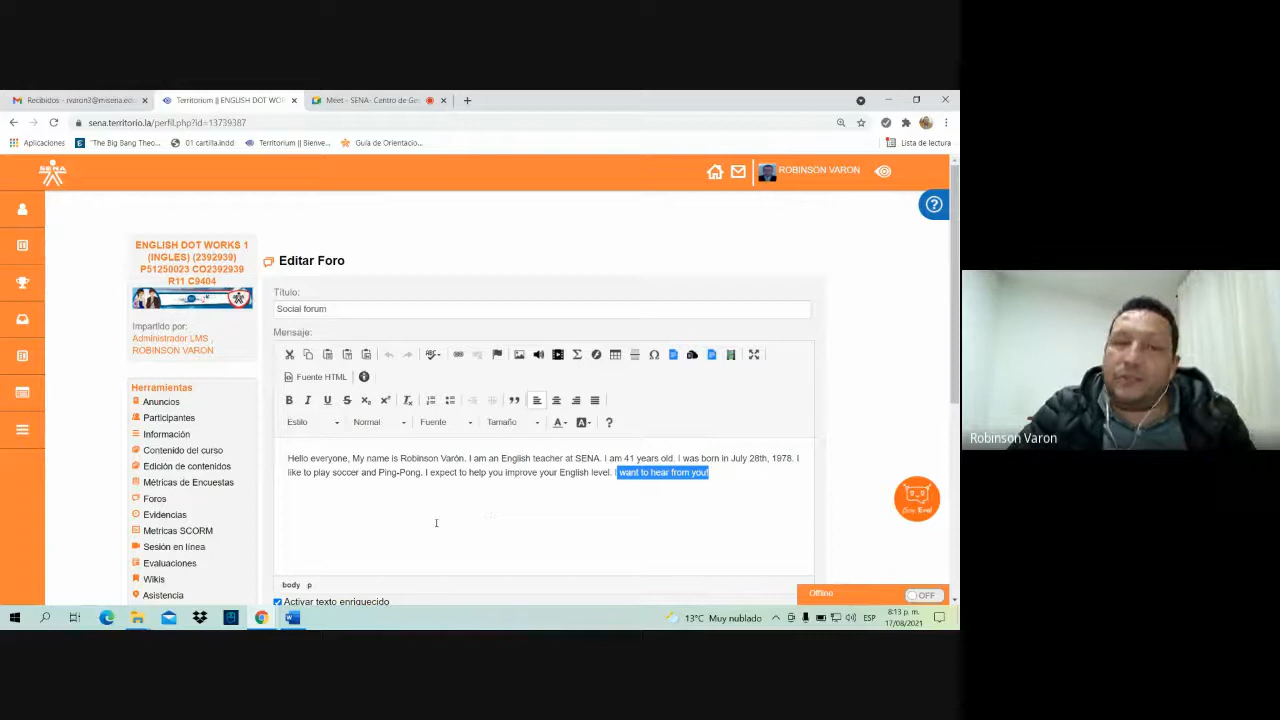 Recibidos - rvaron3@misena.ed
Territorium || ENGLISH DOT WO
Meet - SENA- Centro de Ge
sena.territorio.la/perfil.php?id=13739387
Aplicaciones
"The Big Bang Theo...
01 cartilla.indd
Territorium || Bienve...
Guía de Orientacio...
Lista de lectura
SENA
ROBINSON VARON
ENGLISH DOT WORKS 1
(INGLES) (2392939)
P51250023 CO2392939
R11 C9404
Impartido por:
Administrador LMS ,
ROBINSON VARON
Herramientas
Anuncios
Participantes
Información
Contenido del curso
Edición de contenidos
Métricas de Encuestas
Foros
Evidencias
Metricas SCORM
Sesión en línea
Evaluaciones
Wikis
Asistencia
Editar Foro
Título:
Social forum
Mensaje:
Fuente HTML
Estilo
Normal
Fuente
Tamaño
Hello everyone, My name is Robinson Varón. I am an English teacher at SENA. I am 41 years old. I was born in July 28th, 1978. I
like to play soccer and Ping-Pong. I expect to help you improve your English level. I want to hear from you!
body p
Activar texto enriquecido
Offline
OFF
13°C Muy nublado
ESP
8:13 p. m.
17/08/2021
Robinson Varon